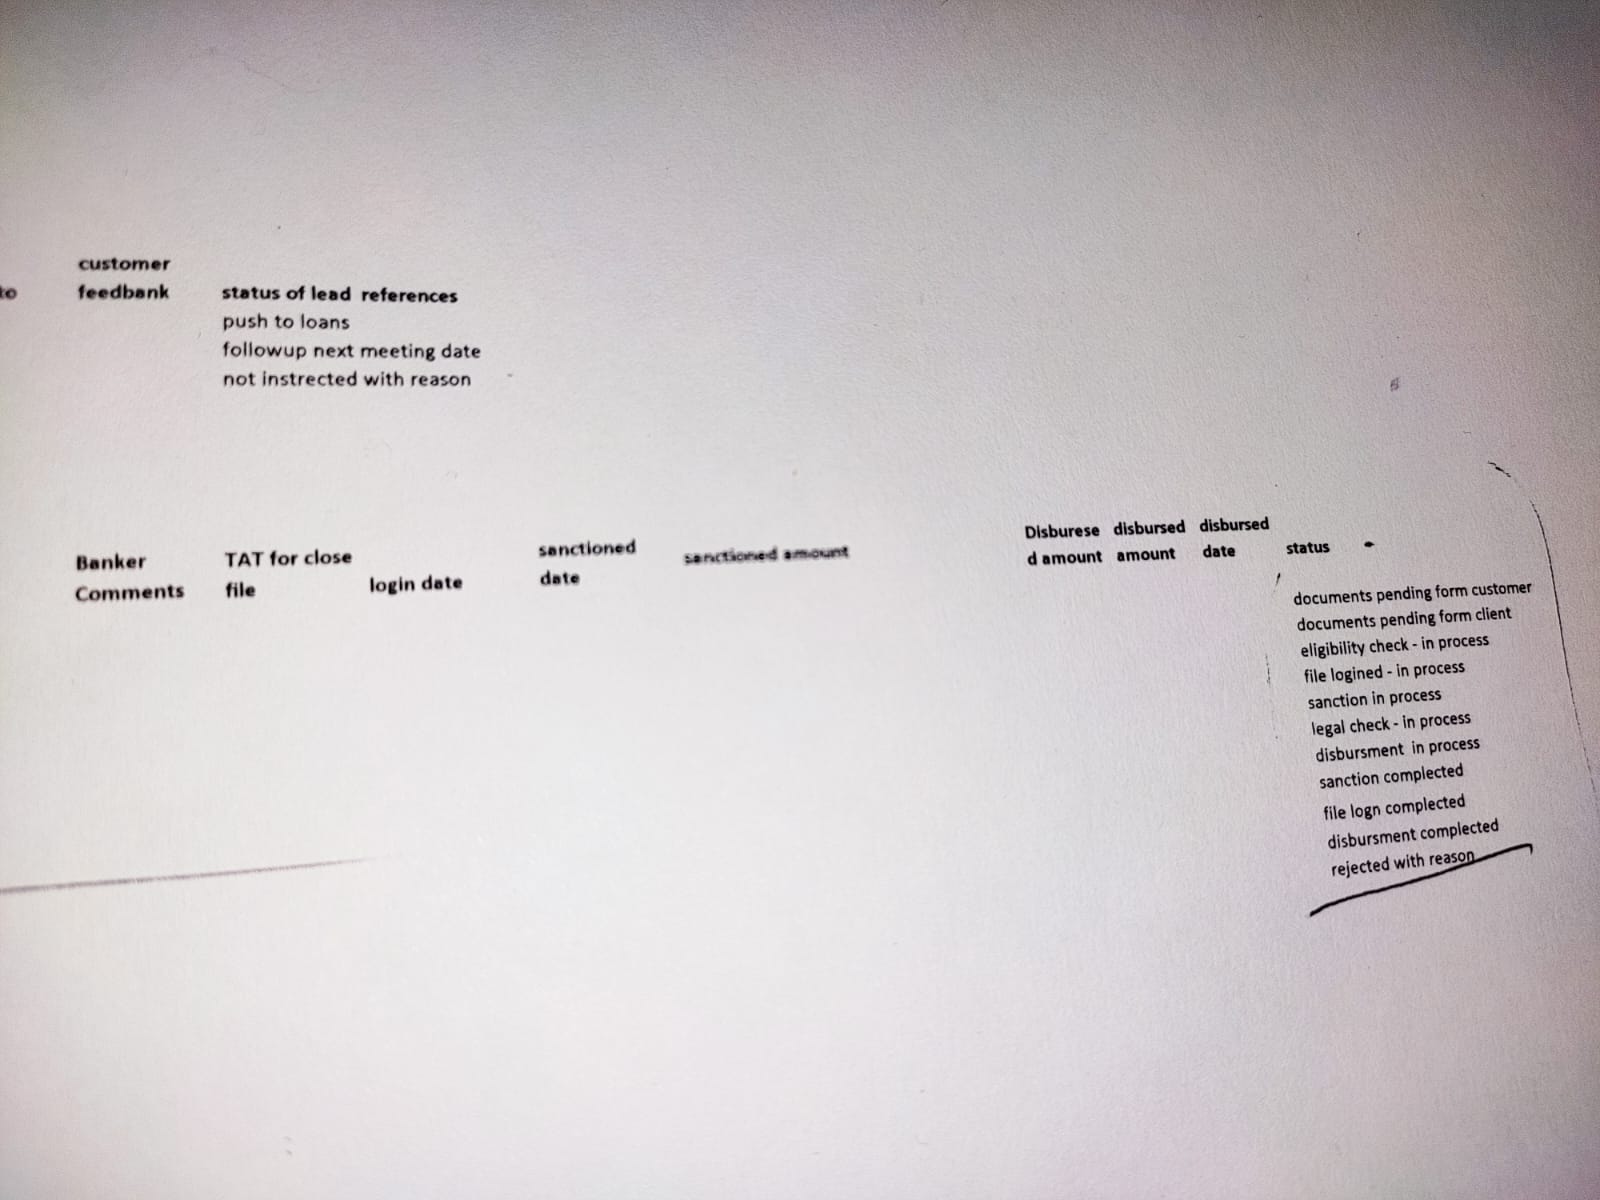 customer
to feedbank status of lead references
push to loans
followup next meeting date
not instrected with reason
Banker TAT for close sanctioned sanctioned amount Disburese disbursed disbursed
Comments file login date date d amount amount date status -
documents pending form customer
documents pending form client
eligibility check - in process
file logined - in process
sanction in process
legal check - in process
disbursment in process
sanction complected
file logn complected
disbursment complected
rejected with reason